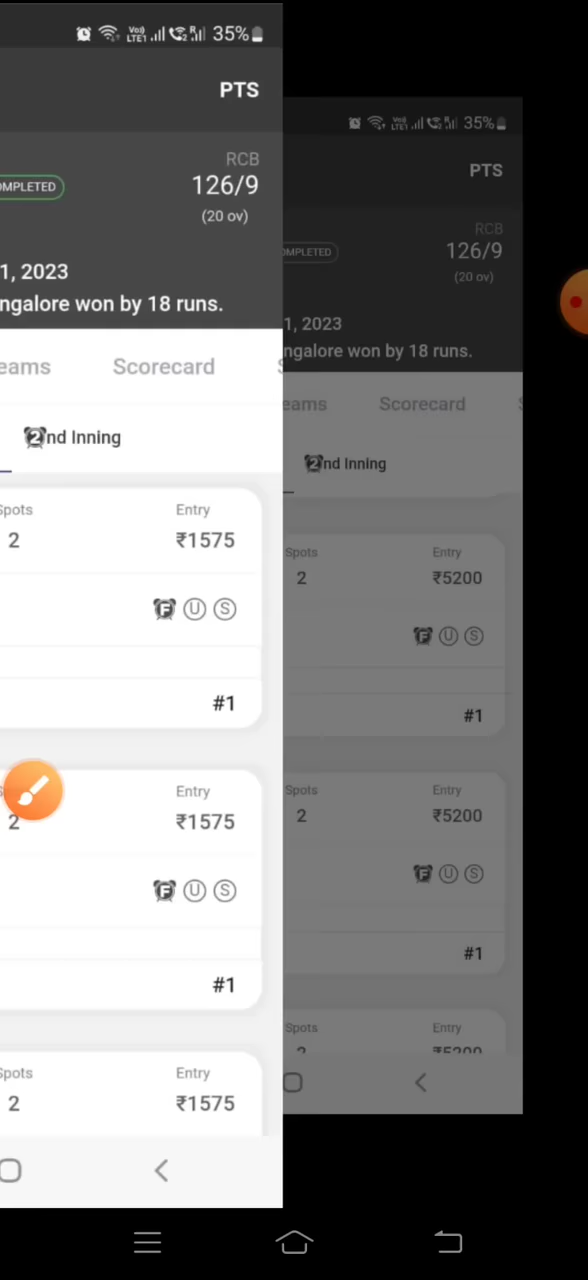 35%
PTS
RCB
OMPLETED
126/9
(20 ov)
1, 2023
ngalore won by 18 runs.
eams Scorecard
2nd Inning
Spots Entry
2 ₹1575
F U S
#1
Spots Entry
2 ₹1575
F U S
#1
Spots Entry
2 ₹1575
35%
PTS
RCB
OMPLETED
126/9
(20 ov)
1, 2023
ngalore won by 18 runs.
eams Scorecard
2nd Inning
Spots Entry
2 ₹5200
F U S
#1
Spots Entry
2 ₹5200
F U S
#1
Spots Entry
2 ₹5200